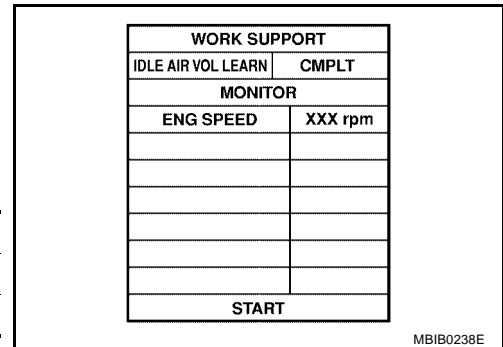 WORK SUPPORT
IDLE AIR VOL LEARN CMPLT
MONITOR
ENG SPEED XXX rpm
START
MBIB0238E